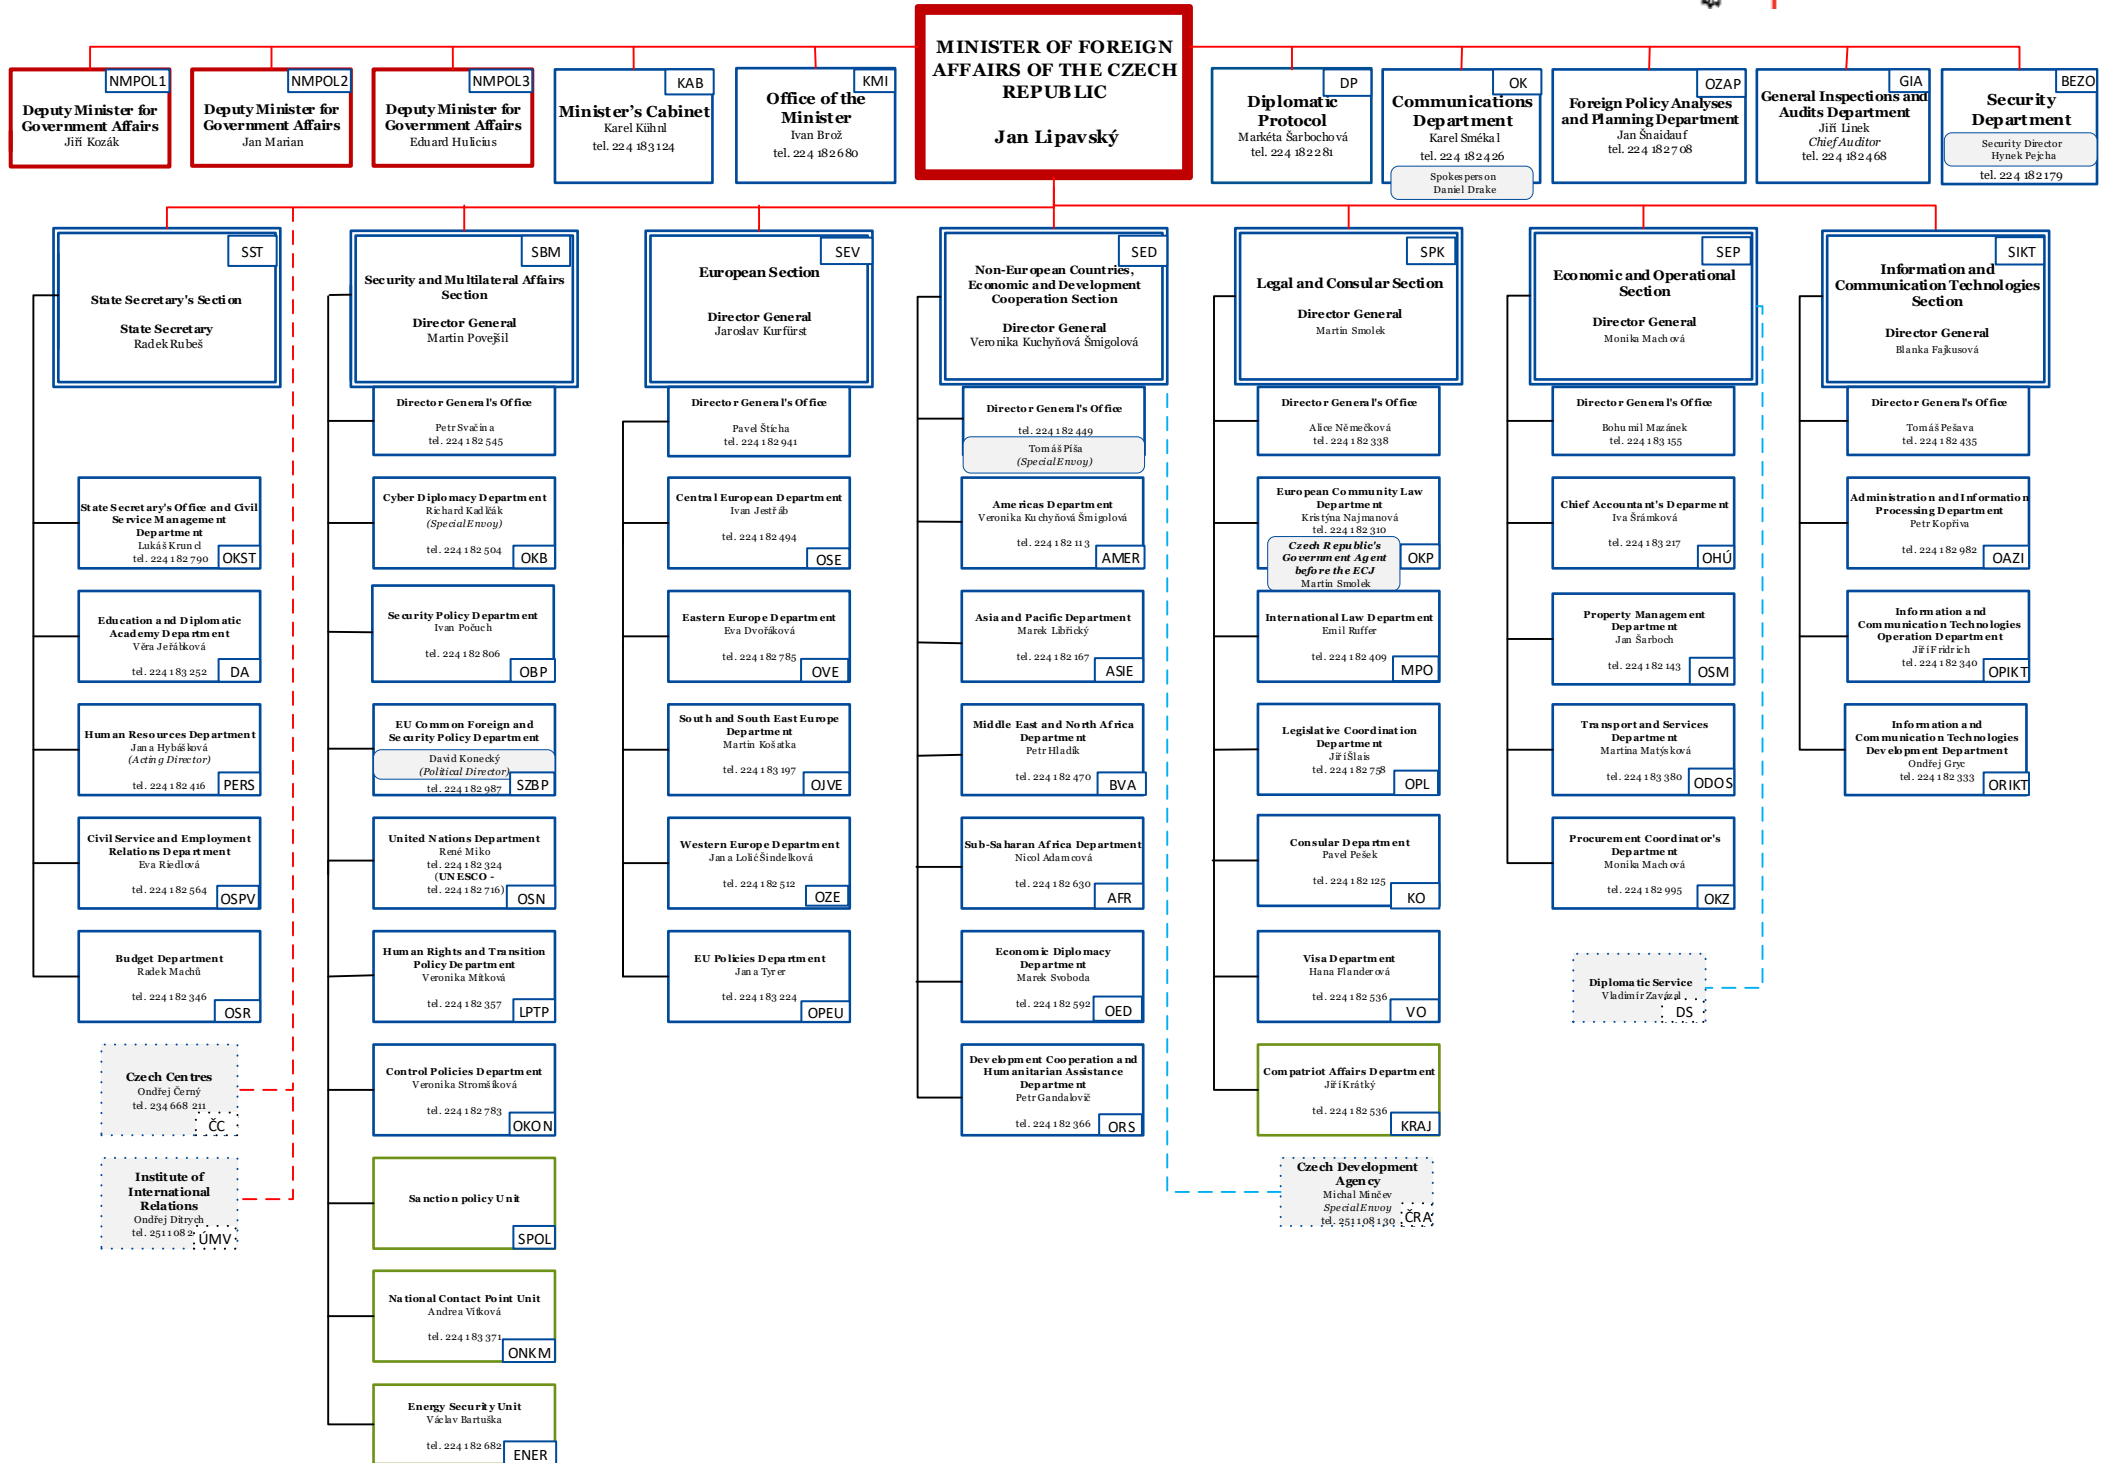 MINISTER OF FOREIGN
AFFAIRS OF THE CZECH
REPUBLIC
Jan Lipavský
NMPOL1
Deputy Minister for
Government Affairs
Jiří Kozák
NMPOL2
Deputy Minister for
Government Affairs
Jan Marian
NMPOL3
Deputy Minister for
Government Affairs
Eduard Hulicius
KAB
Minister's Cabinet
Karel Kühnl
tel. 224 183 124
KMI
Office of the
Minister
Ivan Brož
tel. 224 182 680
DP
Diplomatic
Protocol
Markéta Šarbochová
tel. 224 182 281
OK
Communications
Department
Karel Smékal
tel. 224 182 426
Spokesperson
Daniel Drake
OZAP
Foreign Policy Analyses
and Planning Department
Jan Šnaidauf
tel. 224 182 708
GIA
General Inspections and
Audits Department
Jiří Linek
Chief Auditor
tel. 224 182 468
BEZO
Security
Department
Security Director
Hynek Pejcha
tel. 224 182 179
SST
State Secretary's Section
State Secretary
Radek Rubeš
State Secretary's Office and Civil
Service Management
Department
Lukáš Kruncl
tel. 224 182 790
OKST
Education and Diplomatic
Academy Department
Věra Jeřábková
tel. 224 183 252
DA
Human Resources Department
Jana Hybášková
(Acting Director)
tel. 224 182 416
PERS
Civil Service and Employment
Relations Department
Eva Riedlová
tel. 224 182 564
OSPV
Budget Department
Radek Machů
tel. 224 182 346
OSR
Czech Centres
Ondřej Černý
tel. 234 668 211
ČC
Institute of
International
Relations
Ondřej Ditrych
tel. 251 108 2
ÚMV
SBM
Security and Multilateral Affairs
Section
Director General
Martin Povejšil
Director General's Office
Petr Svačina
tel. 224 182 545
Cyber Diplomacy Department
Richard Kadlčák
(Special Envoy)
tel. 224 182 504
OKB
Security Policy Department
Ivan Počuch
tel. 224 182 806
OBP
EU Common Foreign and
Security Policy Department
David Konecký
(Political Director)
tel. 224 182 987
SZBP
United Nations Department
René Miko
tel. 224 182 324
(UNESCO -
tel. 224 182 716)
OSN
Human Rights and Transition
Policy Department
Veronika Mítková
tel. 224 182 357
LPTP
Control Policies Department
Veronika Stromšíková
tel. 224 182 783
OKON
Sanction policy Unit
SPOL
National Contact Point Unit
Andrea Vítková
tel. 224 183 371
ONKM
Energy Security Unit
Václav Bartuška
tel. 224 182 682
ENER
SEV
European Section
Director General
Jaroslav Kurfürst
Director General's Office
Pavel Štícha
tel. 224 182 941
Central European Department
Ivan Jestřáb
tel. 224 182 494
OSE
Eastern Europe Department
Eva Dvořáková
tel. 224 182 785
OVE
South and South East Europe
Department
Martin Košatka
tel. 224 183 197
OJVE
Western Europe Department
Jana Lolić Šindelková
tel. 224 182 512
OZE
EU Policies Department
Jana Tyrer
tel. 224 183 224
OPEU
SED
Non-European Countries,
Economic and Development
Cooperation Section
Director General
Veronika Kuchyňová Šmigolová
Director General's Office
tel. 224 182 449
Tomáš Píša
(Special Envoy)
Americas Department
Veronika Kuchyňová Šmigolová
tel. 224 182 113
AMER
Asia and Pacific Department
Marek Libřický
tel. 224 182 167
ASIE
Middle East and North Africa
Department
Petr Hladík
tel. 224 182 470
BVA
Sub-Saharan Africa Department
Nicol Adamcová
tel. 224 182 630
AFR
Economic Diplomacy
Department
Marek Svoboda
tel. 224 182 592
OED
Development Cooperation and
Humanitarian Assistance
Department
Petr Gandalovič
tel. 224 182 366
ORS
SPK
Legal and Consular Section
Director General
Martin Smolek
Director General's Office
Alice Němečková
tel. 224 182 338
European Community Law
Department
Kristýna Najmanová
tel. 224 182 310
Czech Republic's
Government Agent
before the ECJ
Martin Smolek
OKP
International Law Department
Emil Ruffer
tel. 224 182 409
MPO
Legislative Coordination
Department
Jiří Šlais
tel. 224 182 758
OPL
Consular Department
Pavel Pešek
tel. 224 182 125
KO
Visa Department
Hana Flanderová
tel. 224 182 536
VO
Compatriot Affairs Department
Jiří Krátký
tel. 224 182 536
KRAJ
Czech Development
Agency
Michal Minčev
Special Envoy
tel. 251 108 130
ČRA
SEP
Economic and Operational
Section
Director General
Monika Machová
Director General's Office
Bohumil Mazánek
tel. 224 183 155
Chief Accountant's Deparment
Iva Šrámková
tel. 224 183 217
OHÚ
Property Management
Department
Jan Šarboch
tel. 224 182 143
OSM
Transport and Services
Department
Martina Matýsková
tel. 224 183 380
ODOS
Procurement Coordinator's
Department
Monika Machová
tel. 224 182 995
OKZ
Diplomatic Service
Vladimír Zavázal
DS
SIKT
Information and
Communication Technologies
Section
Director General
Blanka Fajkusová
Director General's Office
Tomáš Pešava
tel. 224 182 435
Administration and Information
Processing Department
Petr Kopřiva
tel. 224 182 982
OAZI
Information and
Communication Technologies
Operation Department
Jiří Fridrich
tel. 224 182 340
OPIKT
Information and
Communication Technologies
Development Department
Ondřej Gryc
tel. 224 182 333
ORIKT